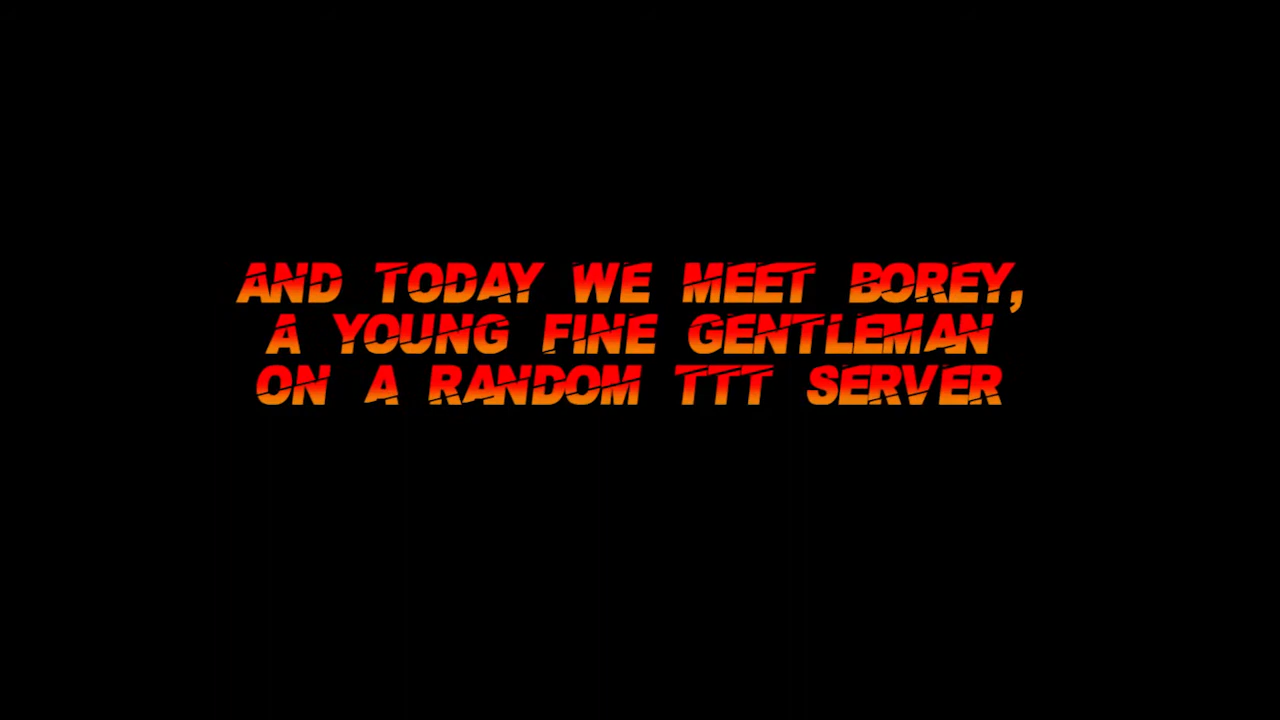 AND TODAY WE MEET BOREY,
A YOUNG FINE GENTLEMAN
ON A RANDOM TTT SERVER